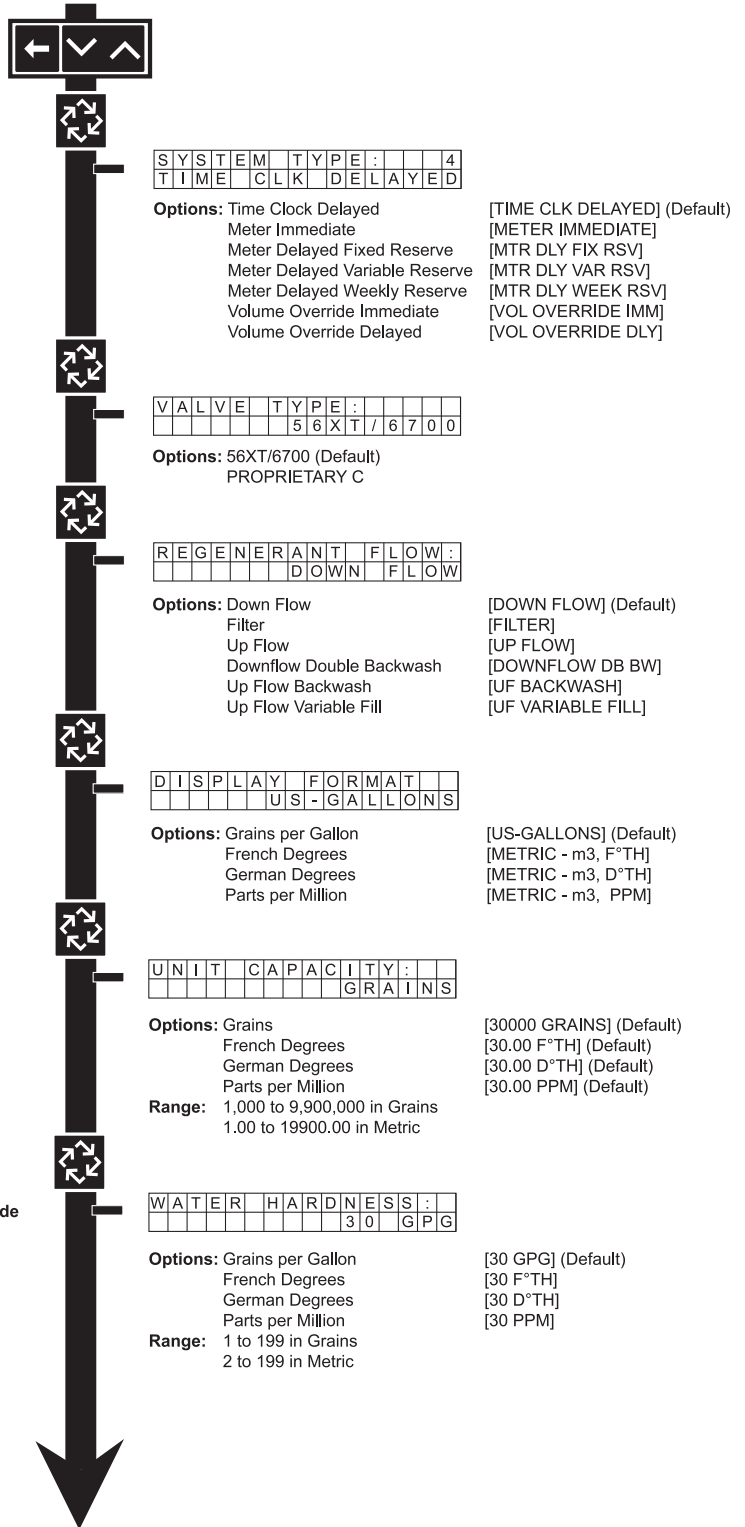 SYSTEM TYPE: 4
TIME CLK DELAYED
Options: Time Clock Delayed [TIME CLK DELAYED] (Default)
Meter Immediate [METER IMMEDIATE]
Meter Delayed Fixed Reserve [MTR DLY FIX RSV]
Meter Delayed Variable Reserve [MTR DLY VAR RSV]
Meter Delayed Weekly Reserve [MTR DLY WEEK RSV]
Volume Override Immediate [VOL OVERRIDE IMM]
Volume Override Delayed [VOL OVERRIDE DLY]
VALVE TYPE:
56XT/6700
Options: 56XT/6700 (Default)
PROPRIETARY C
REGENERANT FLOW:
DOWN FLOW
Options: Down Flow [DOWN FLOW] (Default)
Filter [FILTER]
Up Flow [UP FLOW]
Downflow Double Backwash [DOWNFLOW DB BW]
Up Flow Backwash [UF BACKWASH]
Up Flow Variable Fill [UF VARIABLE FILL]
DISPLAY FORMAT
US-GALLONS
Options: Grains per Gallon [US-GALLONS] (Default)
French Degrees [METRIC - m3, F°TH]
German Degrees [METRIC - m3, D°TH]
Parts per Million [METRIC - m3, PPM]
UNIT CAPACITY:
GRAINS
Options: Grains [30000 GRAINS] (Default)
French Degrees [30.00 F°TH] (Default)
German Degrees [30.00 D°TH] (Default)
Parts per Million [30.00 PPM] (Default)
Range: 1,000 to 9,900,000 in Grains
1.00 to 19900.00 in Metric
de
WATER HARDNESS:
30 GPG
Options: Grains per Gallon [30 GPG] (Default)
French Degrees [30 F°TH]
German Degrees [30 D°TH]
Parts per Million [30 PPM]
Range: 1 to 199 in Grains
2 to 199 in Metric